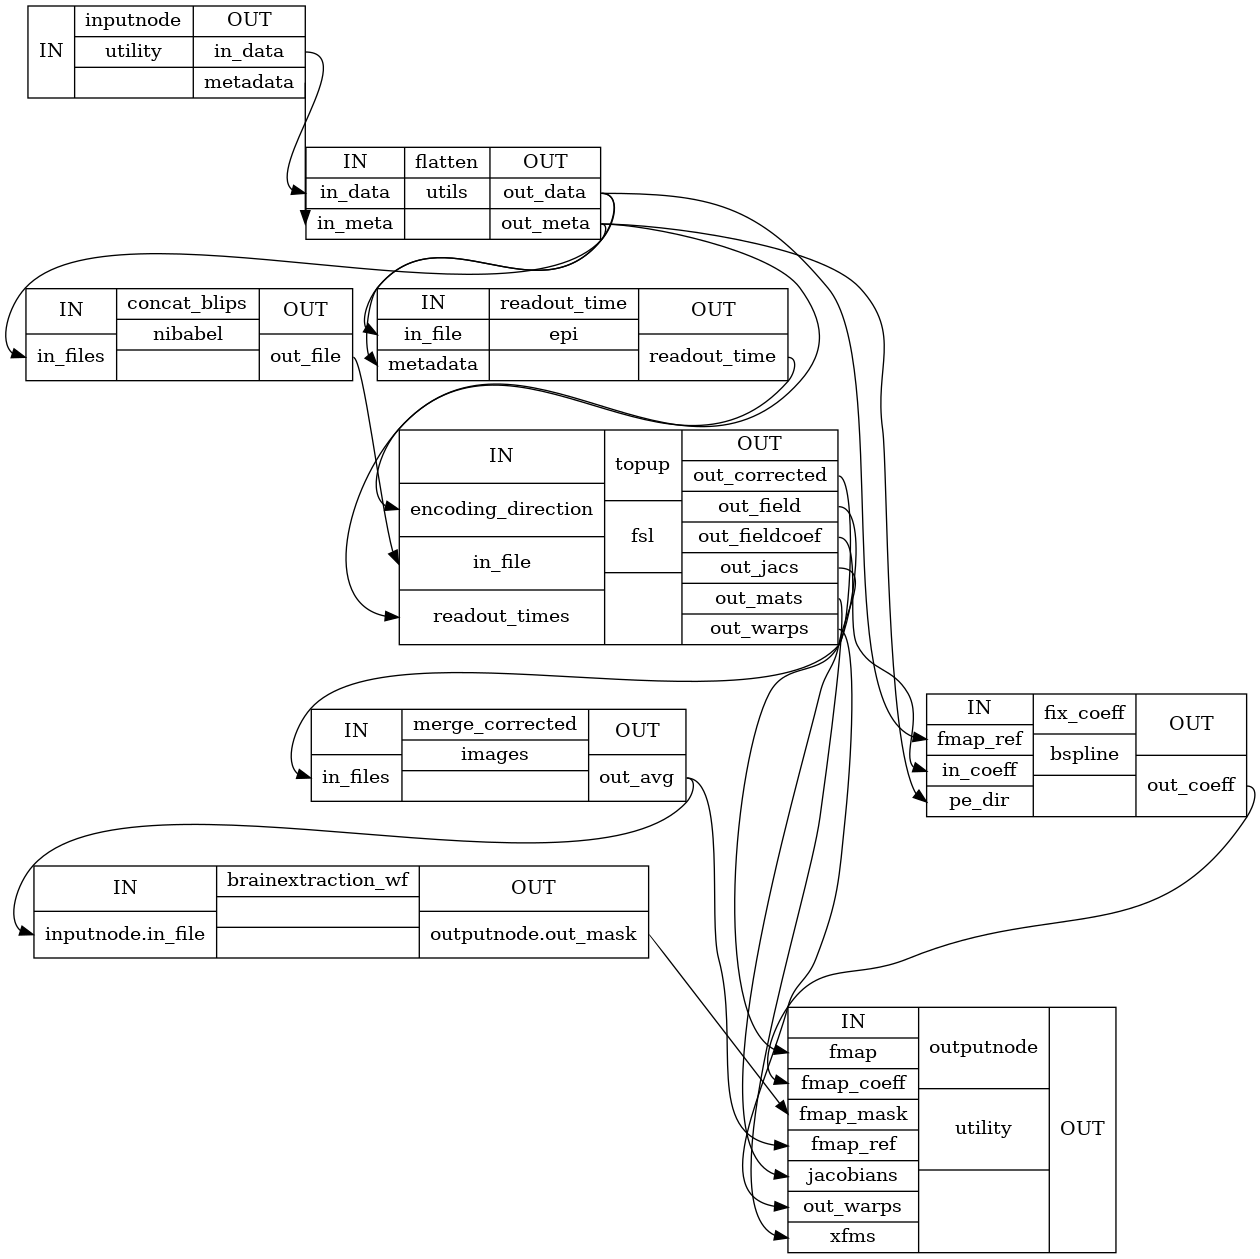 IN
inputnode
utility
OUT
in_data
metadata
IN
in_data
in_meta
flatten
utils
OUT
out_data
out_meta
IN
in_files
concat_blips
nibabel
OUT
out_file
IN
in_file
metadata
readout_time
epi
OUT
readout_time
IN
encoding_direction
in_file
readout_times
topup
fsl
OUT
out_corrected
out_field
out_fieldcoef
out_jacs
out_mats
out_warps
IN
in_files
merge_corrected
images
OUT
out_avg
IN
fmap_ref
in_coeff
pe_dir
fix_coeff
bspline
OUT
out_coeff
IN
inputnode.in_file
brainextraction_wf
OUT
outputnode.out_mask
IN
fmap
fmap_coeff
fmap_mask
fmap_ref
jacobians
out_warps
xfms
outputnode
utility
OUT